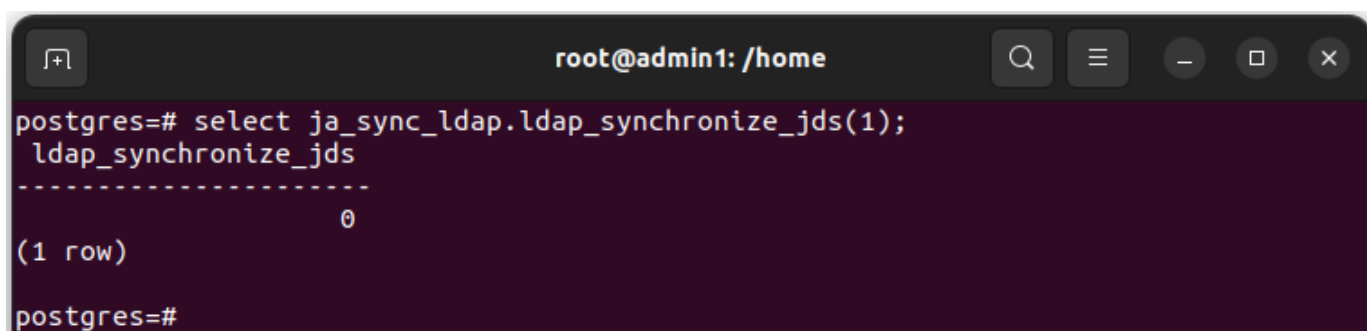 root@admin1: /home
postgres=# select ja_sync_ldap.ldap_synchronize_jds(1);
 ldap_synchronize_jds
----------------------
                    0
(1 row)

postgres=#